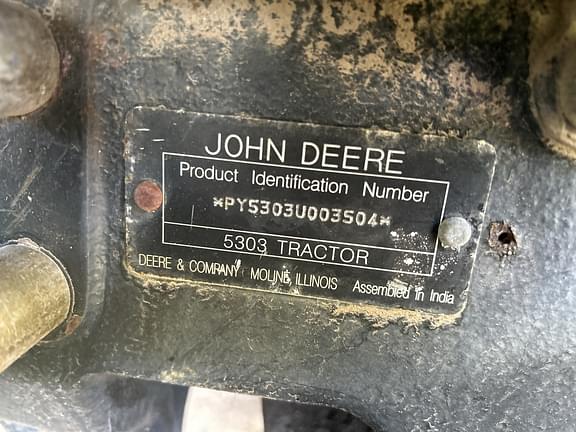 JOHN DEERE
Product Identification Number
*PY5303U003504*
5303 TRACTOR
DEERE & COMPANY MOLINE, ILLINOIS Assembled in India